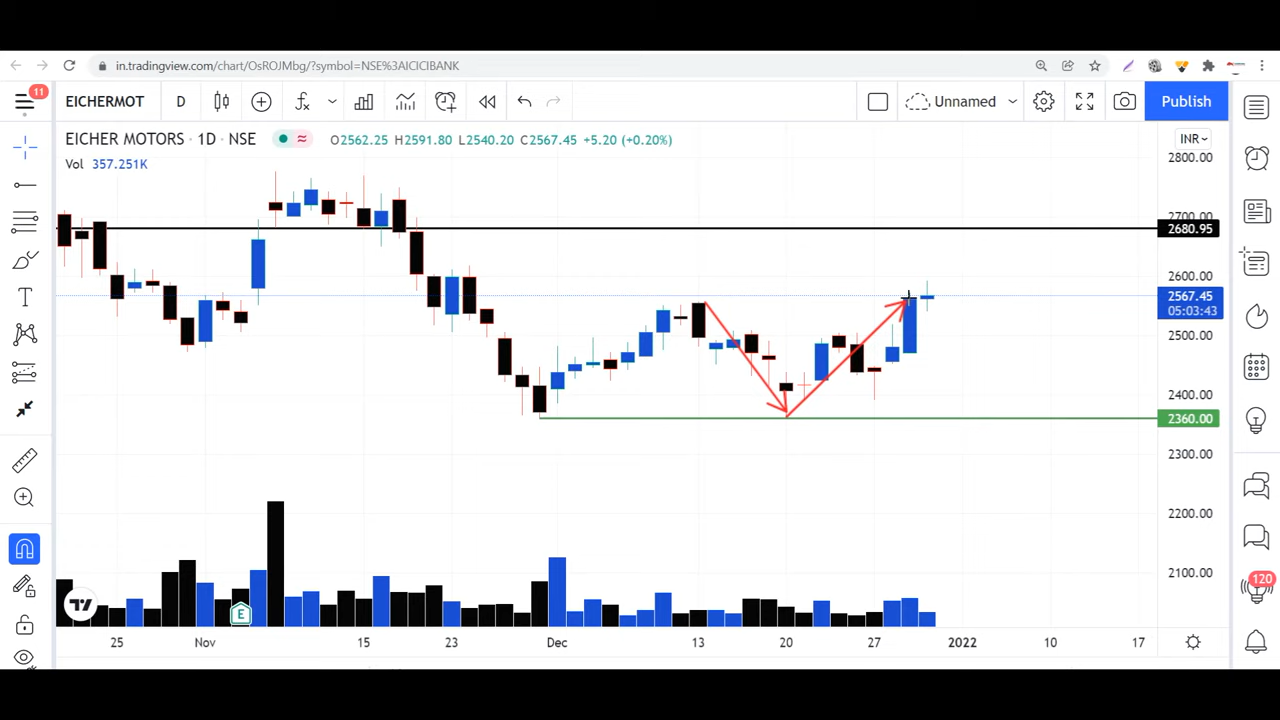 in.tradingview.com/chart/OsROJMbg/?symbol=NSE%3AICICIBANK
11
EICHERMOT D Unnamed Publish
EICHER MOTORS · 1D · NSE ≈ O2562.25 H2591.80 L2540.20 C2567.45 +5.20 (+0.20%) INR
Vol 357.251K
2800.00
2700.00
2680.95
2600.00
2567.45
05:03:43
2500.00
2400.00
2360.00
2300.00
2200.00
2100.00
120
E
25 Nov 15 23 Dec 13 20 27 2022 10 17